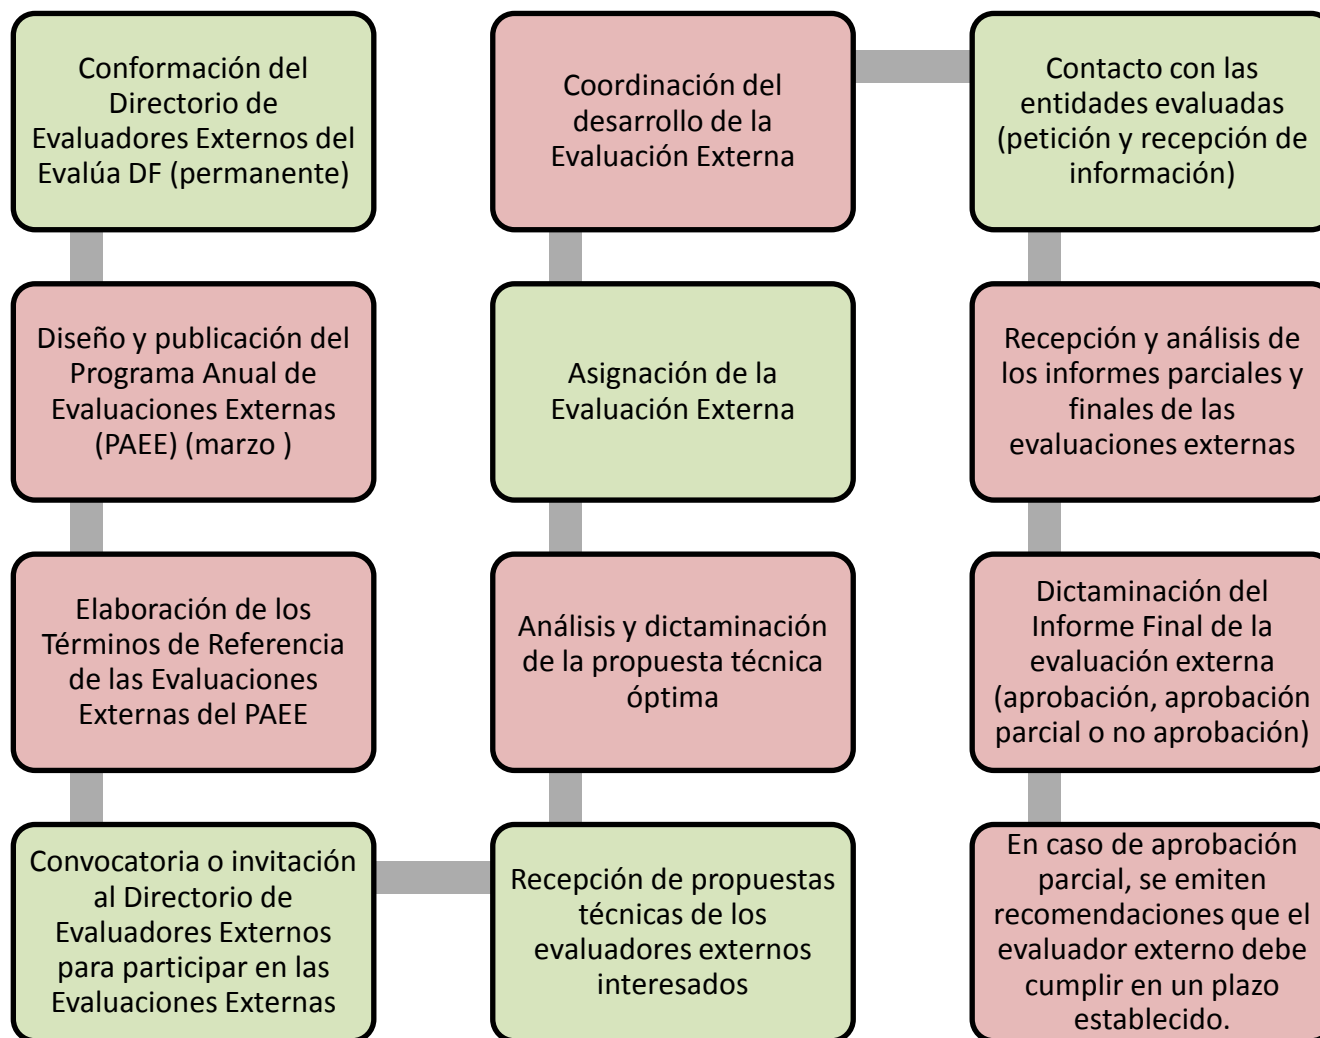 Conformación del
Directorio de
Evaluadores Externos del
Evalúa DF (permanente)
Diseño y publicación del
Programa Anual de
Evaluaciones Externas
(PAEE) (marzo )
Elaboración de los
Términos de Referencia
de las Evaluaciones
Externas del PAEE
Convocatoria o invitación
al Directorio de
Evaluadores Externos
para participar en las
Evaluaciones Externas
Recepción de propuestas
técnicas de los
evaluadores externos
interesados
Análisis y dictaminación
de la propuesta técnica
óptima
Asignación de la
Evaluación Externa
Coordinación del
desarrollo de la
Evaluación Externa
Contacto con las
entidades evaluadas
(petición y recepción de
información)
Recepción y análisis de
los informes parciales y
finales de las
evaluaciones externas
Dictaminación del
Informe Final de la
evaluación externa
(aprobación, aprobación
parcial o no aprobación)
En caso de aprobación
parcial, se emiten
recomendaciones que el
evaluador externo debe
cumplir en un plazo
establecido.